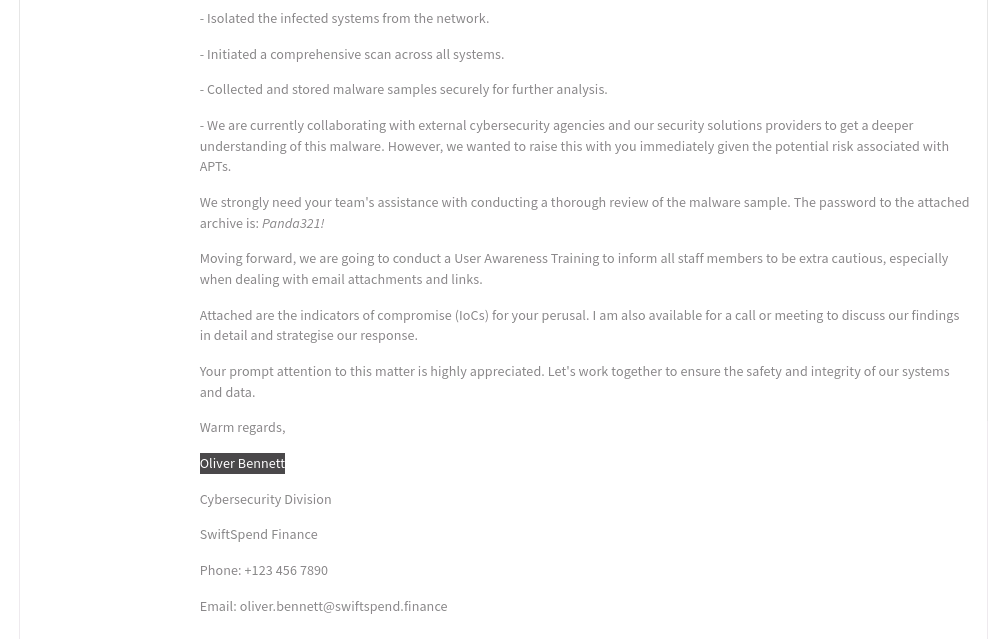 - Isolated the infected systems from the network.
- Initiated a comprehensive scan across all systems.
- Collected and stored malware samples securely for further analysis.
- We are currently collaborating with external cybersecurity agencies and our security solutions providers to get a deeper
understanding of this malware. However, we wanted to raise this with you immediately given the potential risk associated with
APTs.
We strongly need your team's assistance with conducting a thorough review of the malware sample. The password to the attached
archive is: Panda321!
Moving forward, we are going to conduct a User Awareness Training to inform all staff members to be extra cautious, especially
when dealing with email attachments and links.
Attached are the indicators of compromise (IoCs) for your perusal. I am also available for a call or meeting to discuss our findings
in detail and strategise our response.
Your prompt attention to this matter is highly appreciated. Let's work together to ensure the safety and integrity of our systems
and data.
Warm regards,
Oliver Bennett
Cybersecurity Division
SwiftSpend Finance
Phone: +123 456 7890
Email: oliver.bennett@swiftspend.finance